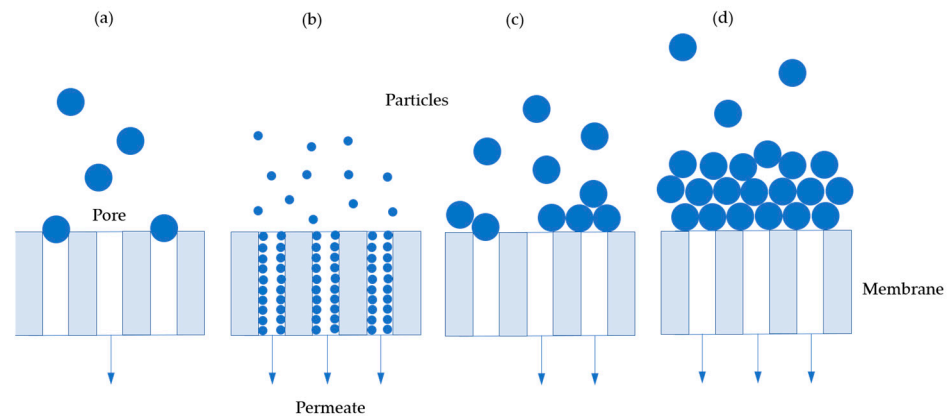 (a)
(b)
(c)
(d)
Particles
Pore
Membrane
Permeate